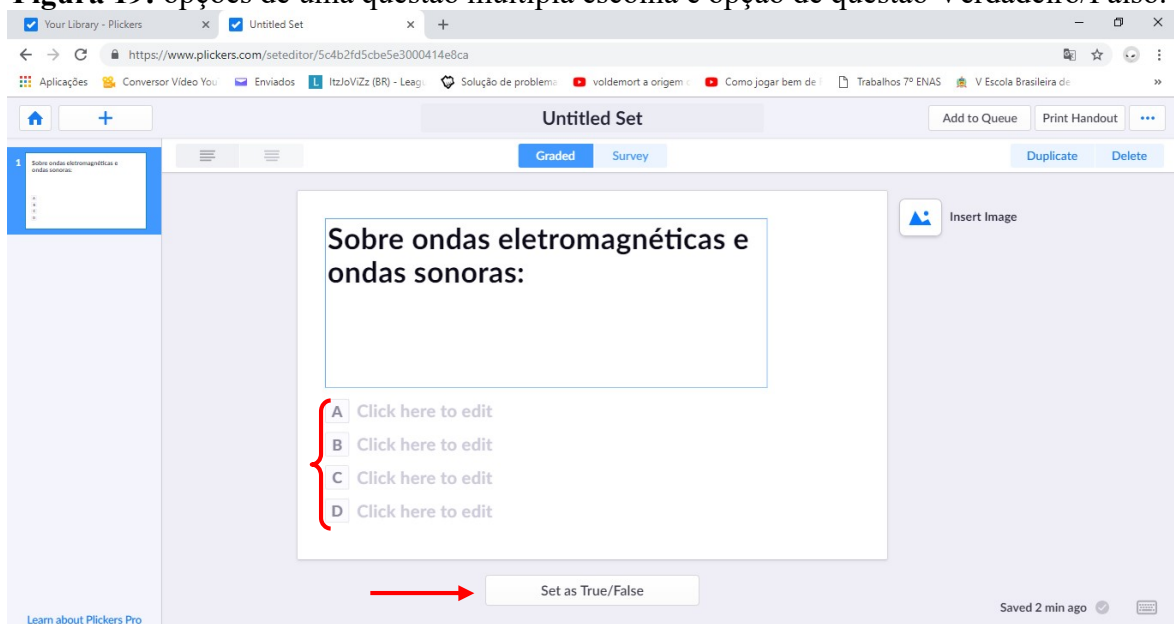 Figura 19: opções de uma questão múltipla escolha e opção de questão Verdadeiro/Falso.
Your Library - Plickers
Untitled Set
https://www.plickers.com/seteditor/5c4b2fd5cbe5e3000414e8ca
Aplicações
Conversor Vídeo You
Enviados
ItzJoViZz (BR) - Leag
Solução de problema
voldemort a origem
Como jogar bem de
Trabalhos 7º ENAS
V Escola Brasileira de
»
Untitled Set
Add to Queue
Print Handout
1
Sobre ondas eletromagnéticas e
ondas sonoras:
Graded
Survey
Duplicate
Delete
Sobre ondas eletromagnéticas e
ondas sonoras:
Insert Image
A Click here to edit
B Click here to edit
C Click here to edit
D Click here to edit
Set as True/False
Learn about Plickers Pro
Saved 2 min ago